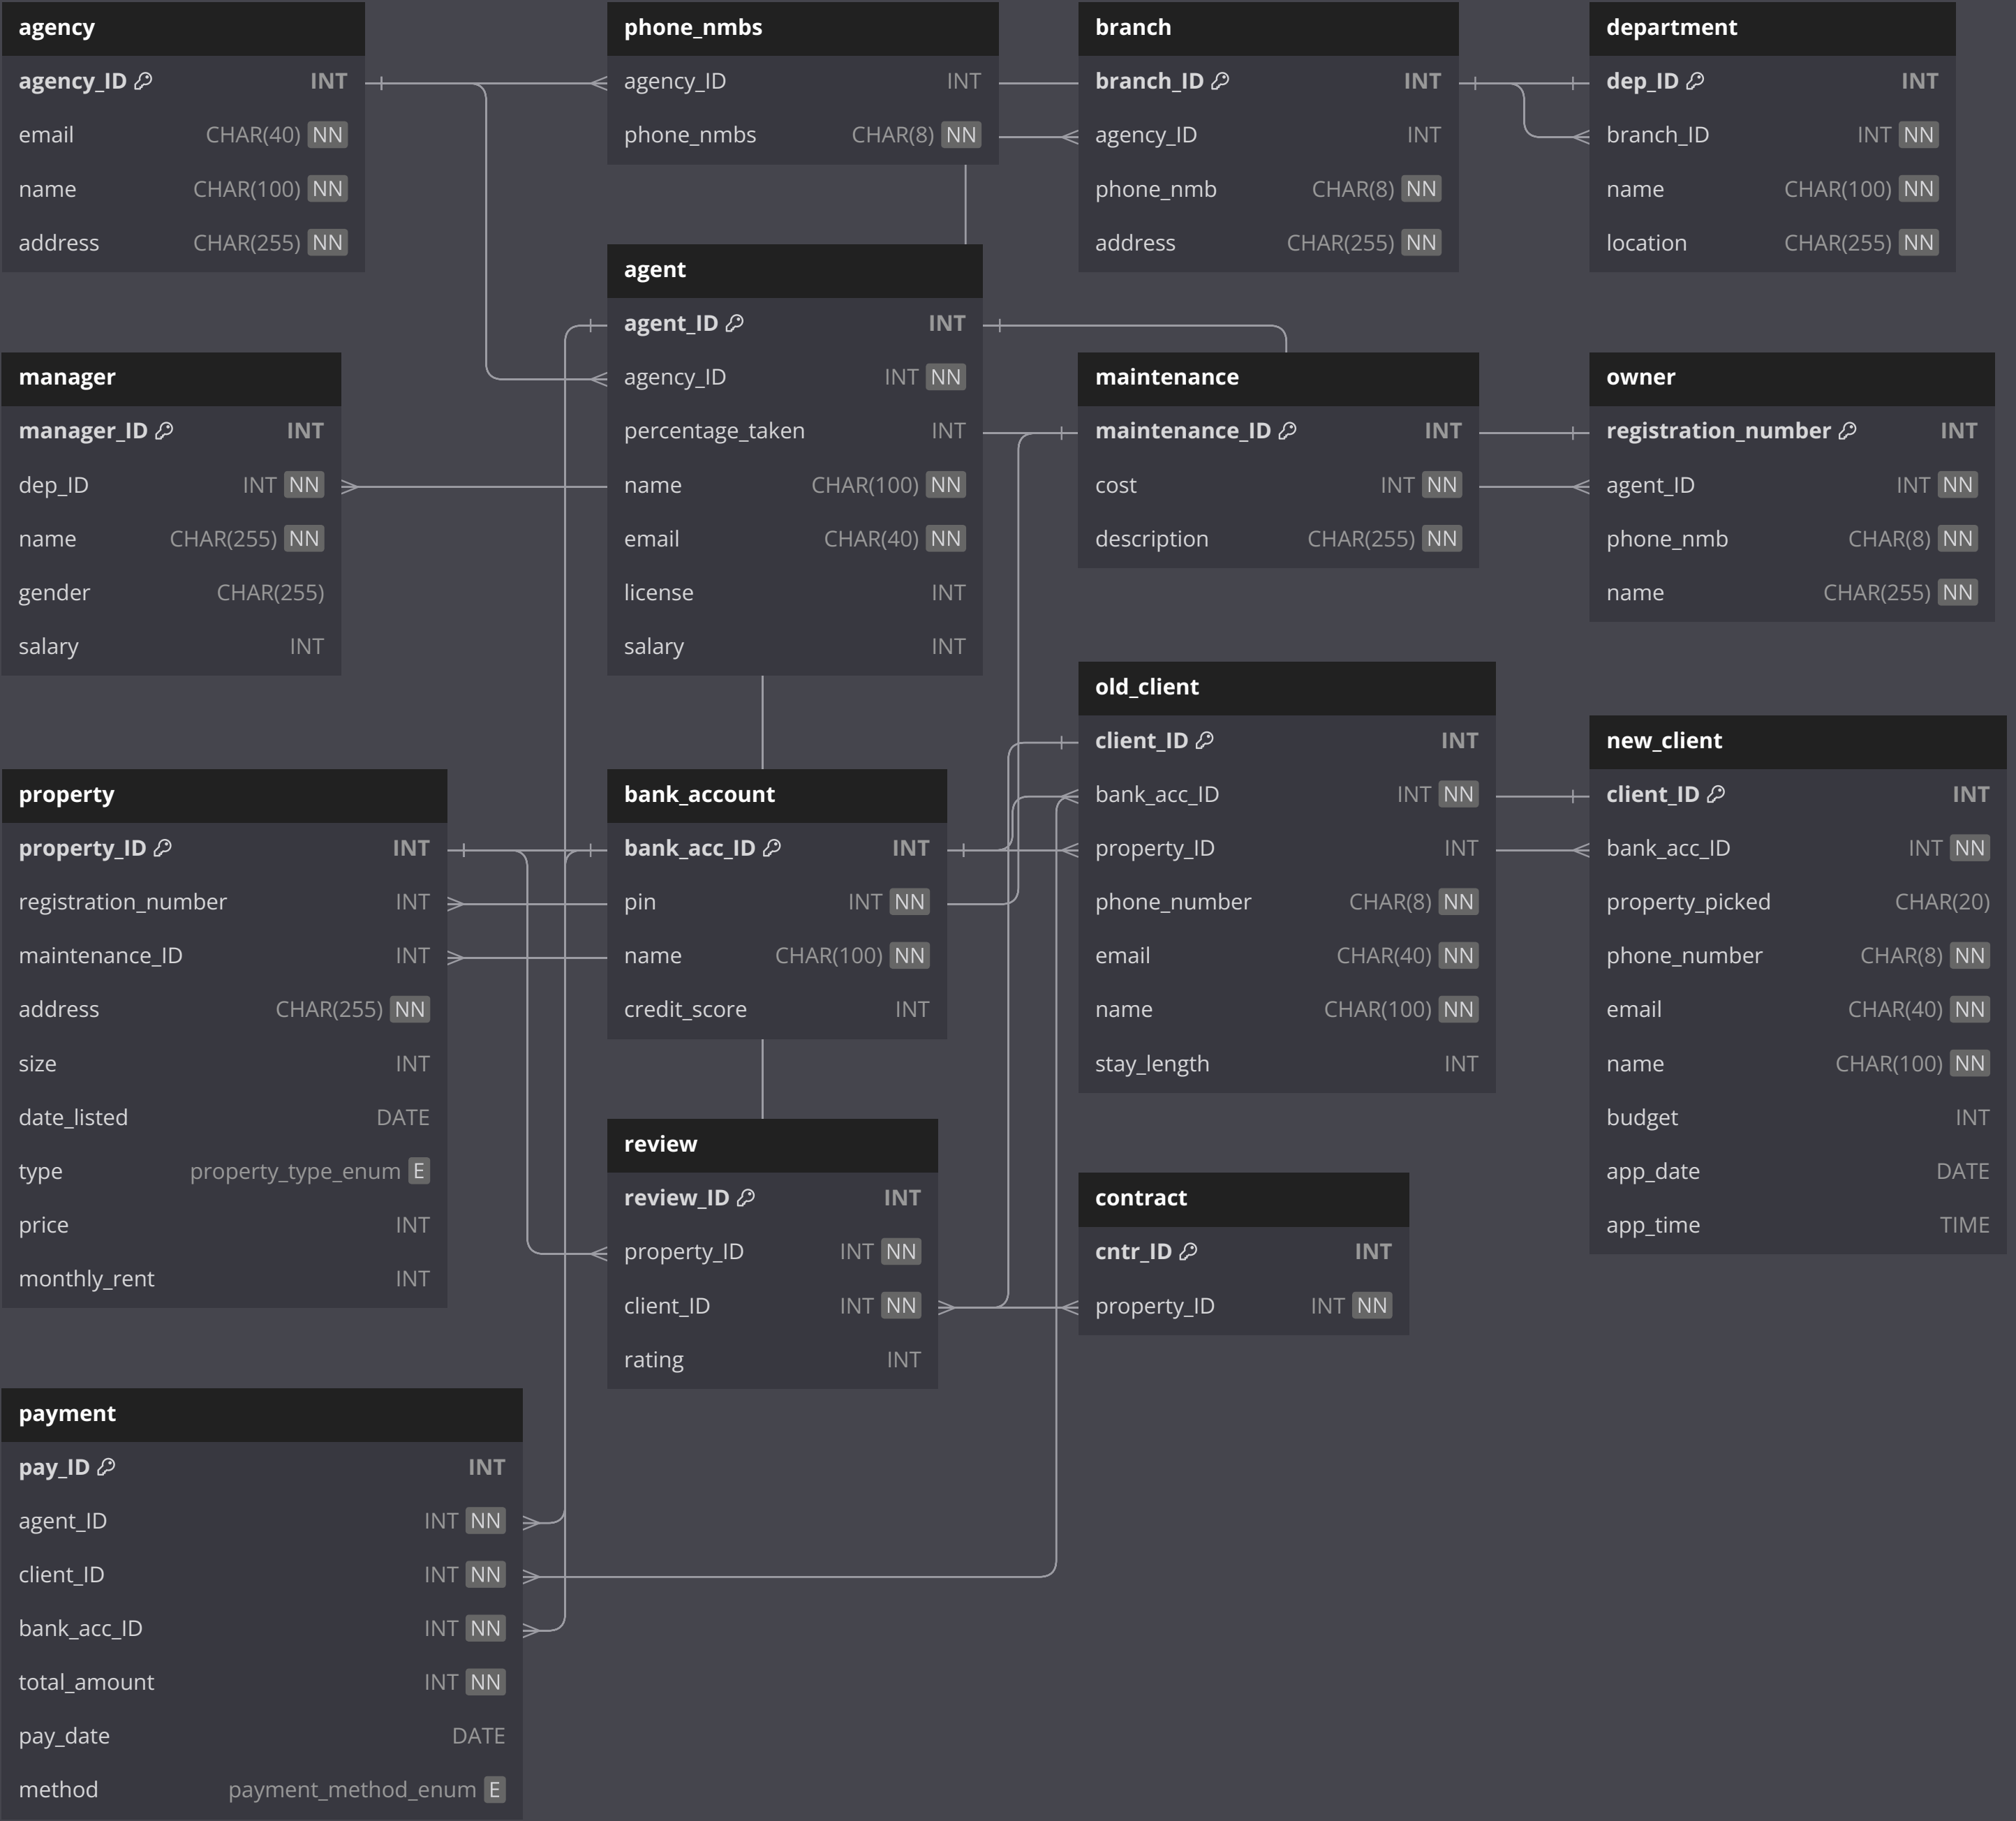 agency
agency_ID INT
email CHAR(40) NN
name CHAR(100) NN
address CHAR(255) NN
phone_nmbs
agency_ID INT
phone_nmbs CHAR(8) NN
branch
branch_ID INT
agency_ID INT
phone_nmb CHAR(8) NN
address CHAR(255) NN
department
dep_ID INT
branch_ID INT NN
name CHAR(100) NN
location CHAR(255) NN
manager
manager_ID INT
dep_ID INT NN
name CHAR(255) NN
gender CHAR(255)
salary INT
agent
agent_ID INT
agency_ID INT NN
percentage_taken INT
name CHAR(100) NN
email CHAR(40) NN
license INT
salary INT
maintenance
maintenance_ID INT
cost INT NN
description CHAR(255) NN
owner
registration_number INT
agent_ID INT NN
phone_nmb CHAR(8) NN
name CHAR(255) NN
property
property_ID INT
registration_number INT
maintenance_ID INT
address CHAR(255) NN
size INT
date_listed DATE
type property_type_enum E
price INT
monthly_rent INT
bank_account
bank_acc_ID INT
pin INT NN
name CHAR(100) NN
credit_score INT
old_client
client_ID INT
bank_acc_ID INT NN
property_ID INT
phone_number CHAR(8) NN
email CHAR(40) NN
name CHAR(100) NN
stay_length INT
new_client
client_ID INT
bank_acc_ID INT NN
property_picked CHAR(20)
phone_number CHAR(8) NN
email CHAR(40) NN
name CHAR(100) NN
budget INT
app_date DATE
app_time TIME
review
review_ID INT
property_ID INT NN
client_ID INT NN
rating INT
contract
cntr_ID INT
property_ID INT NN
payment
pay_ID INT
agent_ID INT NN
client_ID INT NN
bank_acc_ID INT NN
total_amount INT NN
pay_date DATE
method payment_method_enum E